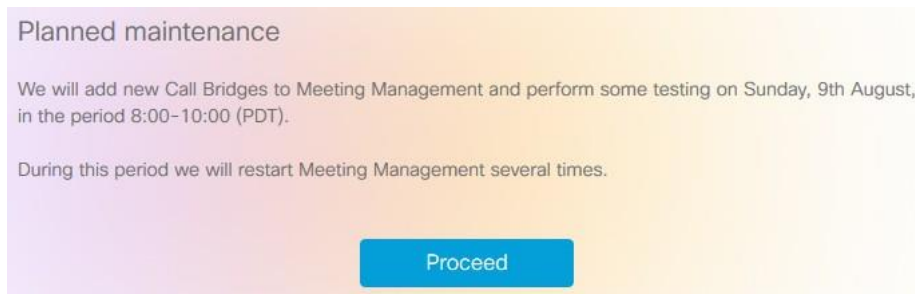 Planned maintenance
We will add new Call Bridges to Meeting Management and perform some testing on Sunday, 9th August,
in the period 8:00-10:00 (PDT).
During this period we will restart Meeting Management several times.
Proceed